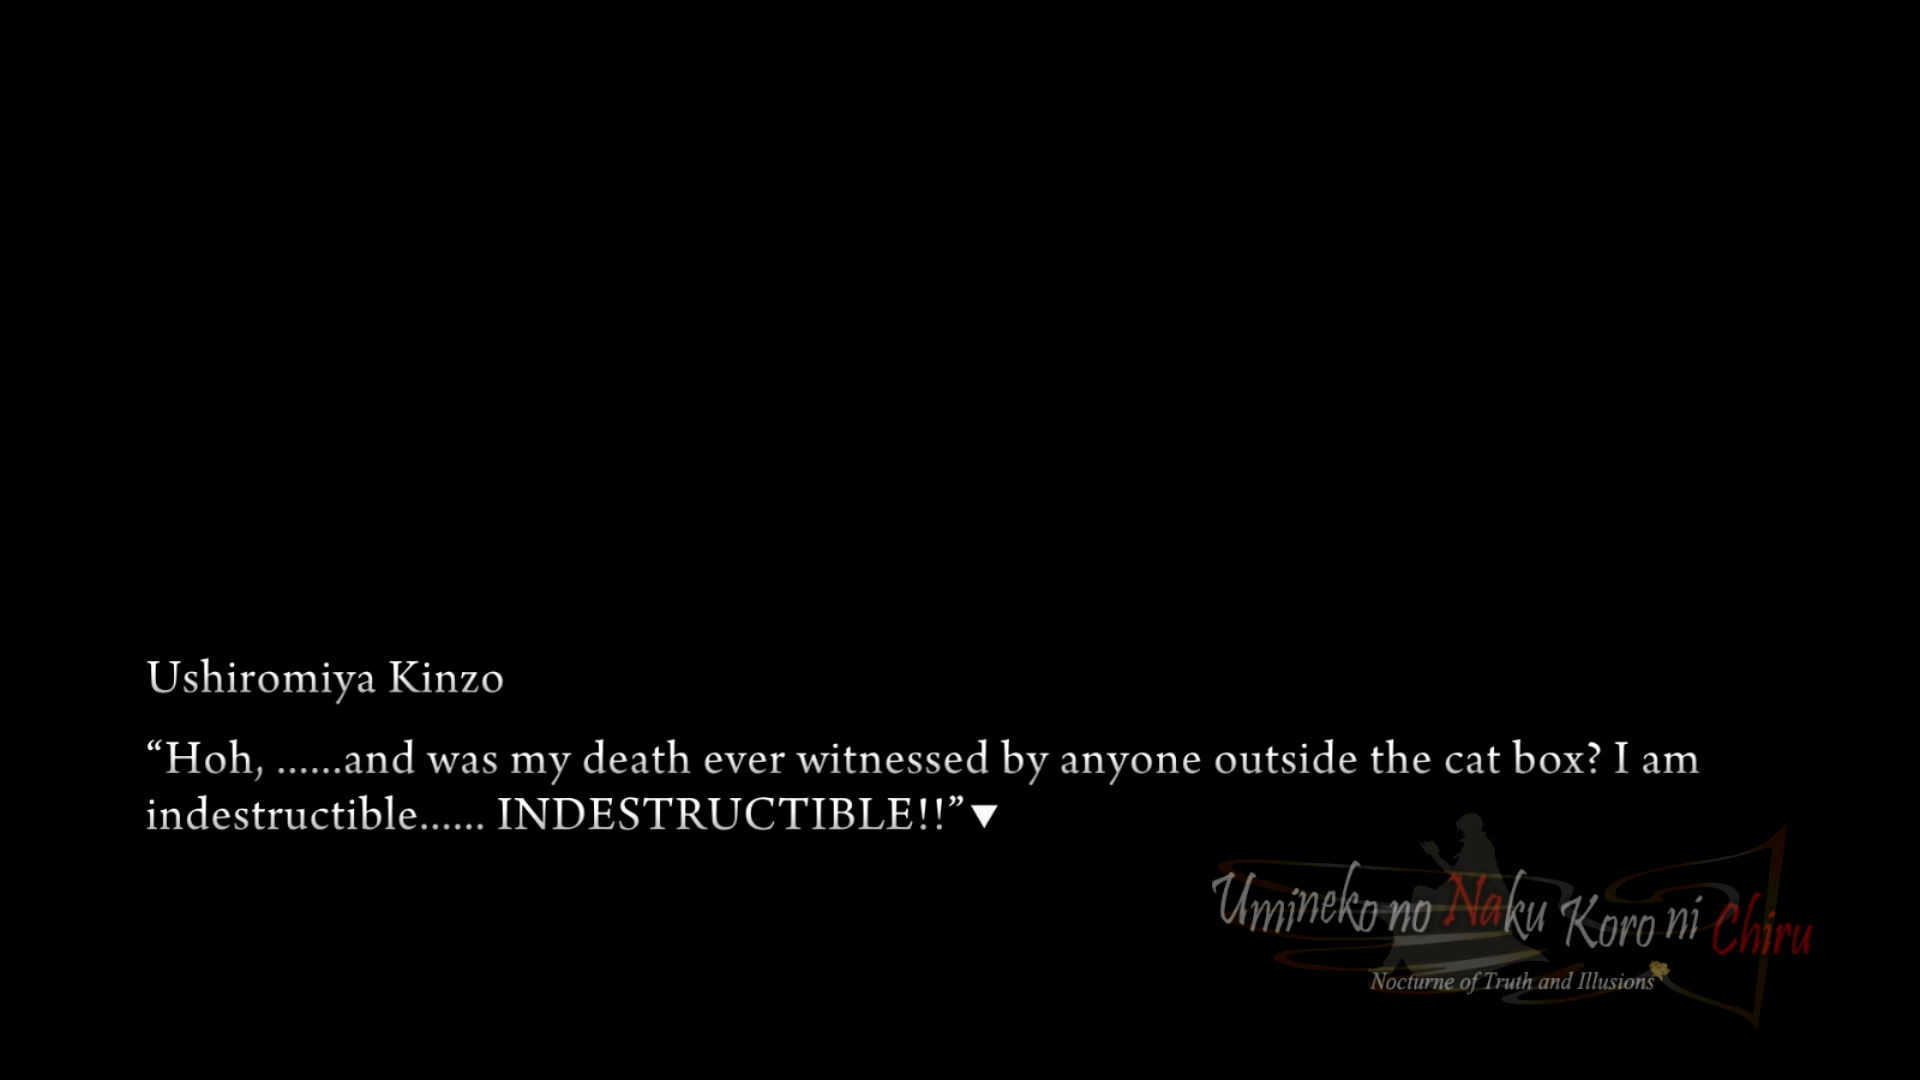 Ushiromiya Kinzo
“Hoh, ......and was my death ever witnessed by anyone outside the cat box? I am
indestructible...... INDESTRUCTIBLE!!”▼
Umineko no Naku Koro ni Chiru
Nocturne of Truth and Illusions